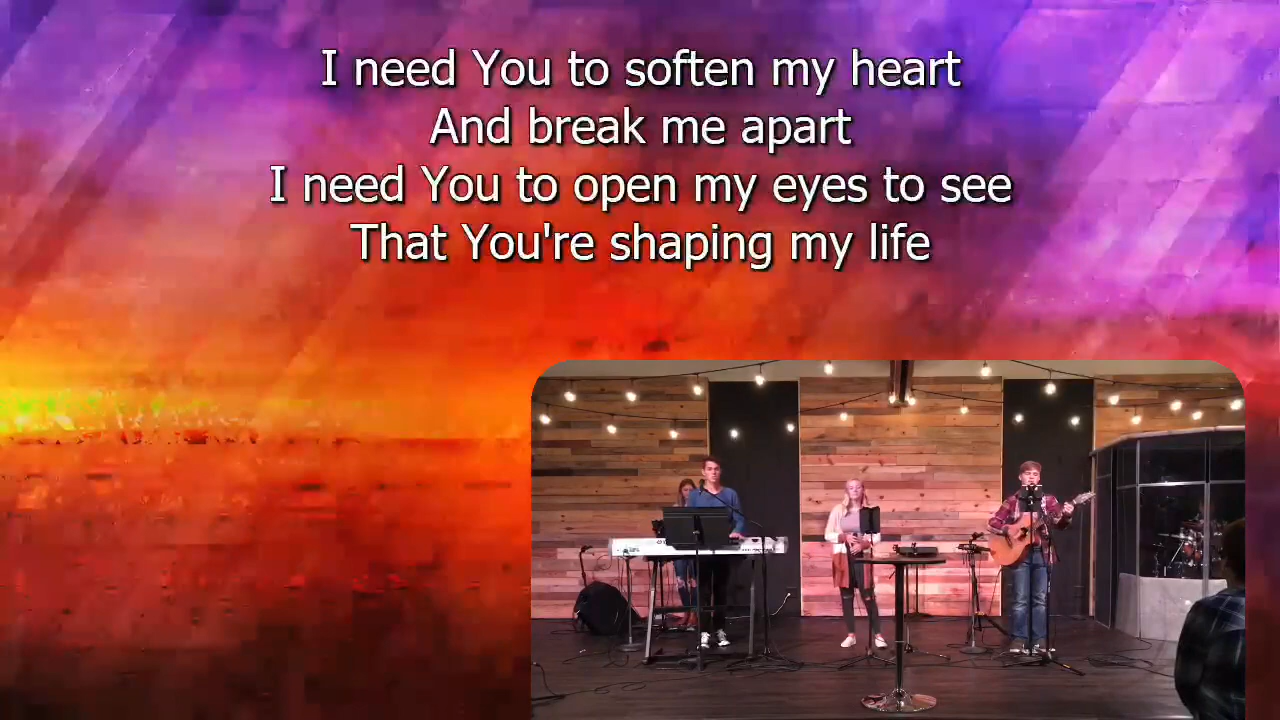 I need You to soften my heart
And break me apart
I need You to open my eyes to see
That You're shaping my life